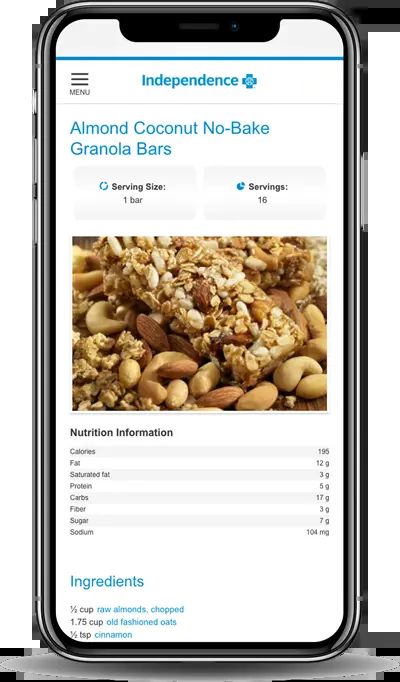 MENU
Independence
Almond Coconut No-Bake
Granola Bars
Serving Size:
1 bar
Servings:
16
Nutrition Information
Calories 195
Fat 12 g
Saturated fat 3 g
Protein 5 g
Carbs 17 g
Fiber 3 g
Sugar 7 g
Sodium 104 mg
Ingredients
½ cup raw almonds, chopped
1.75 cup old fashioned oats
½ tsp cinnamon